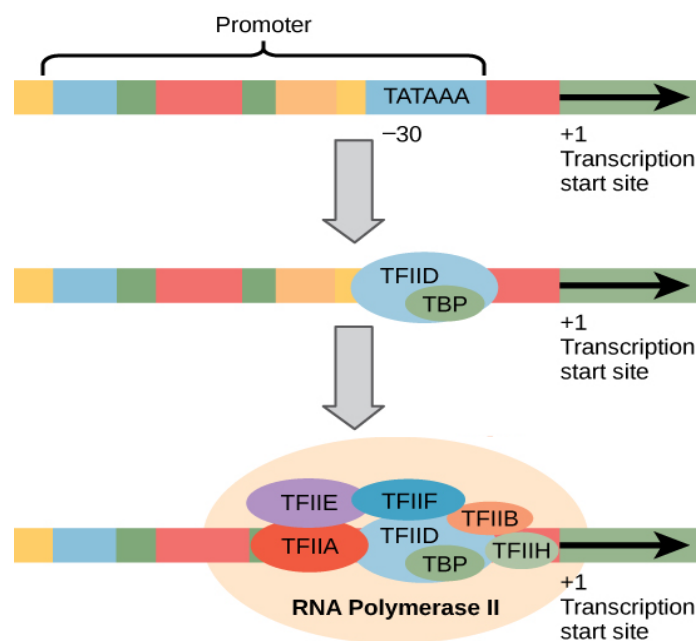 Promoter
TATAAA
–30
+1
Transcription
start site
TFIID
TBP
+1
Transcription
start site
TFIIE
TFIIF
TFIIB
TFIIA
TFIID
TFIIH
TBP
RNA Polymerase II
+1
Transcription
start site